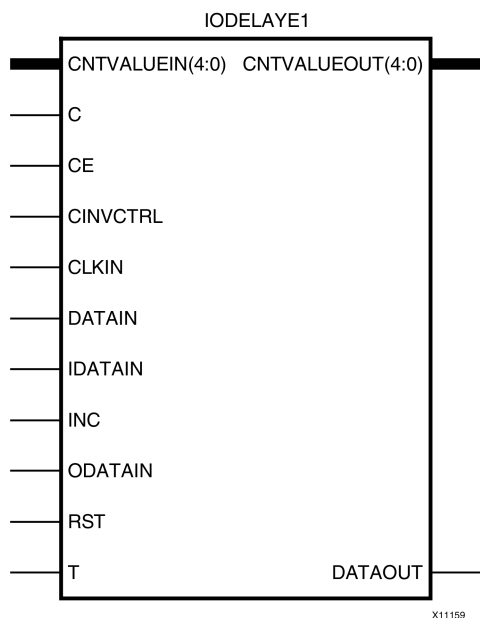 IODELAYE1
CNTVALUEIN(4:0) CNTVALUEOUT(4:0)
C
CE
CINVCTRL
CLKIN
DATAIN
IDATAIN
INC
ODATAIN
RST
T DATAOUT
X11159